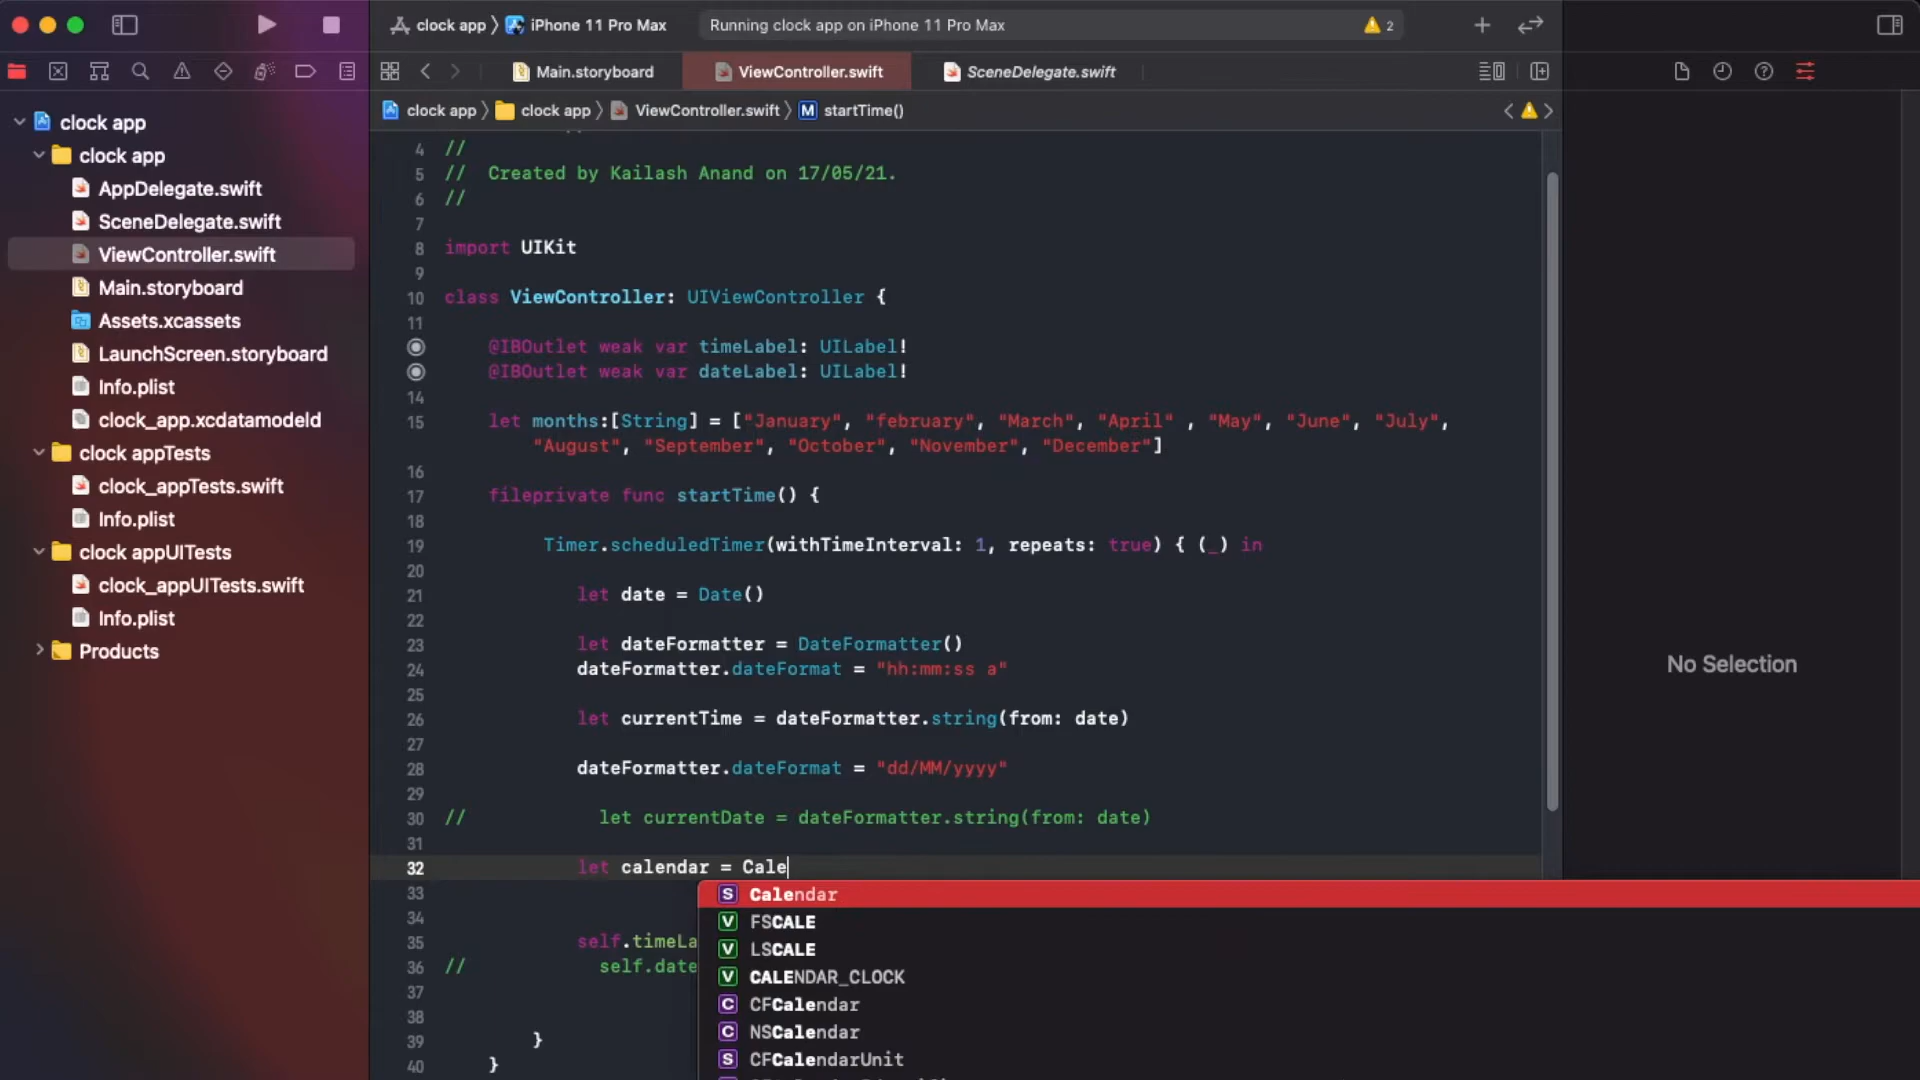 clock app 〉 iPhone 11 Pro Max
Running clock app on iPhone 11 Pro Max
2
Main.storyboard
ViewController.swift
SceneDelegate.swift
clock app 〉 clock app 〉 ViewController.swift 〉 M startTime()
clock app
clock app
AppDelegate.swift
SceneDelegate.swift
ViewController.swift
Main.storyboard
Assets.xcassets
LaunchScreen.storyboard
Info.plist
clock_app.xcdatamodeld
clock appTests
clock_appTests.swift
Info.plist
clock appUITests
clock_appUITests.swift
Info.plist
Products
4 //
5 //  Created by Kailash Anand on 17/05/21.
6 //
7
8 import UIKit
9
10 class ViewController: UIViewController {
11
@IBOutlet weak var timeLabel: UILabel!
@IBOutlet weak var dateLabel: UILabel!
14
15 let months:[String] = ["January", "february", "March", "April" , "May", "June", "July",
"August", "September", "October", "November", "December"]
16
17 fileprivate func startTime() {
18
19 Timer.scheduledTimer(withTimeInterval: 1, repeats: true) { (_) in
20
21 let date = Date()
22
23 let dateFormatter = DateFormatter()
24 dateFormatter.dateFormat = "hh:mm:ss a"
25
26 let currentTime = dateFormatter.string(from: date)
27
28 dateFormatter.dateFormat = "dd/MM/yyyy"
29
30 // let currentDate = dateFormatter.string(from: date)
31
32 let calendar = Cale
33
34
35 self.timeLa
36 // self.date
37
38
39 }
40 }
S Calendar
V FSCALE
V LSCALE
V CALENDAR_CLOCK
C CFCalendar
C NSCalendar
S CFCalendarUnit
No Selection